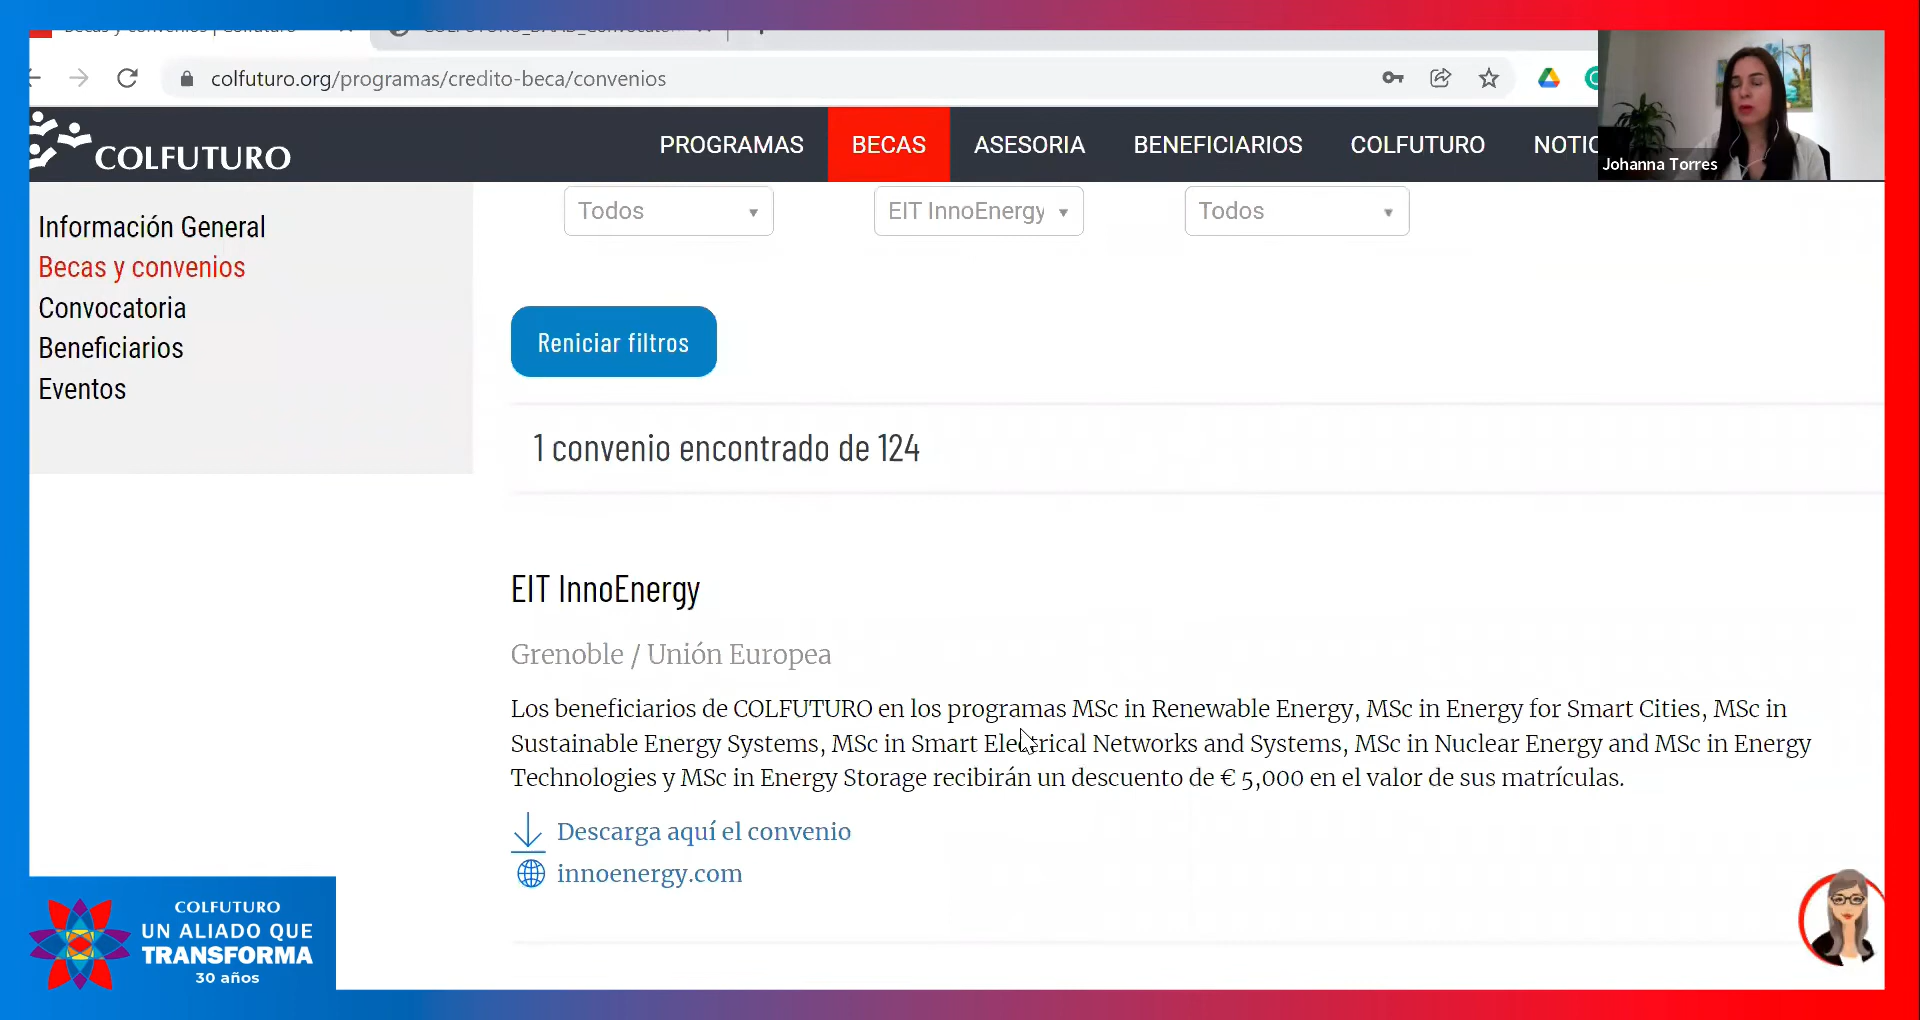 Becas y convenios | Colfuturo
colfuturo.org/programas/credito-beca/convenios
Johanna Torres
COLFUTURO
PROGRAMAS
BECAS
ASESORIA
BENEFICIARIOS
COLFUTURO
Información General
Becas y convenios
Convocatoria
Beneficiarios
Eventos
Todos
EIT InnoEnergy
Todos
Reniciar filtros
1 convenio encontrado de 124
EIT InnoEnergy
Grenoble / Unión Europea
Los beneficiarios de COLFUTURO en los programas MSc in Renewable Energy, MSc in Energy for Smart Cities, MSc in
Sustainable Energy Systems, MSc in Smart Electrical Networks and Systems, MSc in Nuclear Energy and MSc in Energy
Technologies y MSc in Energy Storage recibirán un descuento de € 5,000 en el valor de sus matrículas.
Descarga aquí el convenio
innoenergy.com
COLFUTURO
UN ALIADO QUE
TRANSFORMA
30 años